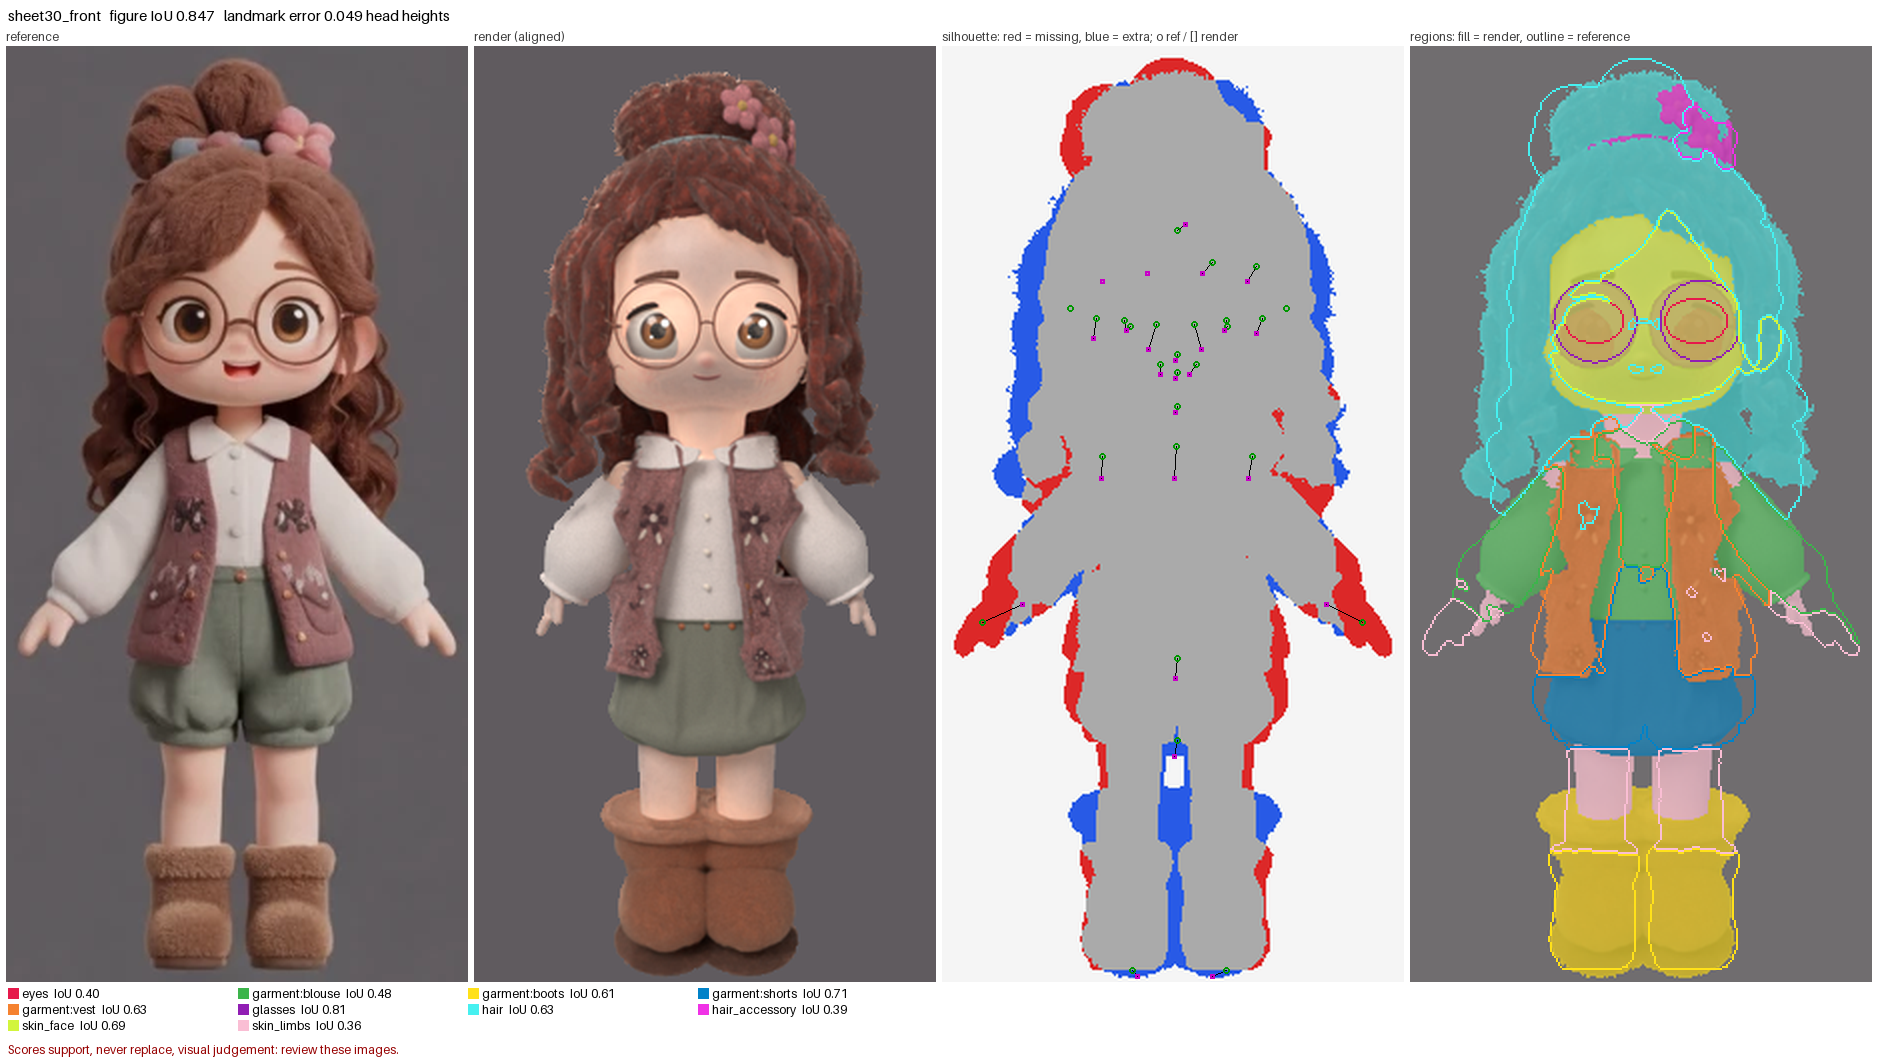 sheet30_front figure IoU 0.847 landmark error 0.049 head heights
reference
render (aligned)
silhouette: red = missing, blue = extra; o ref / [] render
regions: fill = render, outline = reference
eyes IoU 0.40
garment:blouse IoU 0.48
garment:boots IoU 0.61
garment:shorts IoU 0.71
garment:vest IoU 0.63
glasses IoU 0.81
hair IoU 0.63
hair_accessory IoU 0.39
skin_face IoU 0.69
skin_limbs IoU 0.36
Scores support, never replace, visual judgement: review these images.